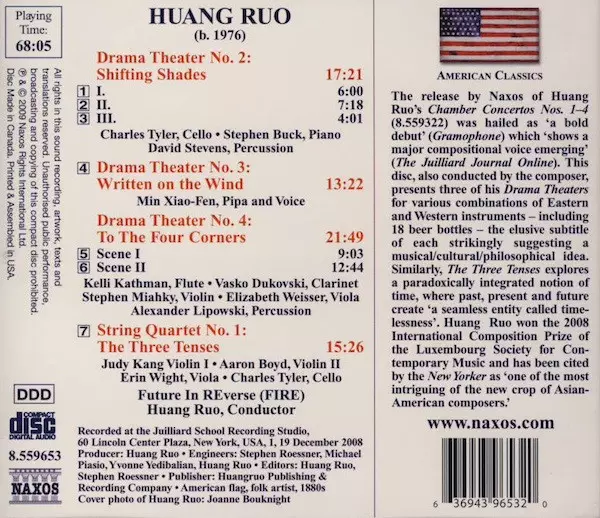 Playing
Time:
68:05
HUANG RUO
(b. 1976)
Drama Theater No. 2:
Shifting Shades 17:21
1 I. 6:00
2 II. 7:18
3 III. 4:01
Charles Tyler, Cello • Stephen Buck, Piano
David Stevens, Percussion
Drama Theater No. 3:
4 Written on the Wind 13:22
Min Xiao-Fen, Pipa and Voice
Drama Theater No. 4:
To The Four Corners 21:49
5 Scene I 9:03
6 Scene II 12:44
Kelli Kathman, Flute • Vasko Dukovski, Clarinet
Stephen Miahky, Violin • Elizabeth Weisser, Viola
Alexander Lipowski, Percussion
7 String Quartet No. 1:
The Three Tenses 15:26
Judy Kang Violin I • Aaron Boyd, Violin II
Erin Wight, Viola • Charles Tyler, Cello
Future In REverse (FIRE)
Huang Ruo, Conductor
Recorded at the Juilliard School Recording Studio,
60 Lincoln Center Plaza, New York, USA, 1, 19 December 2008
Producer: Huang Ruo • Engineers: Stephen Roessner, Michael
Piasio, Yvonne Yedibalian, Huang Ruo • Editors: Huang Ruo,
Stephen Roessner • Publisher: Huangruo Publishing &
Recording Company • American flag, folk artist, 1880s
Cover photo of Huang Ruo: Joanne Bouknight
All rights in this sound recording, artwork, texts and
translations reserved. Unauthorised public performance,
broadcasting and copying of this compact disc prohibited.
℗ & © 2009 Naxos Rights International Ltd.
Disc Made in Canada. Printed & Assembled in USA.
DDD
COMPACT
disc
DIGITAL AUDIO
8.559653
NAXOS
AMERICAN CLASSICS
The release by Naxos of Huang
Ruo's Chamber Concertos Nos. 1–4
(8.559322) was hailed as 'a bold
debut' (Gramophone) which 'shows a
major compositional voice emerging'
(The Juilliard Journal Online). This
disc, also conducted by the composer,
presents three of his Drama Theaters
for various combinations of Eastern
and Western instruments – including
18 beer bottles – the elusive subtitle
of each strikingly suggesting a
musical/cultural/philosophical idea.
Similarly, The Three Tenses explores
a paradoxically integrated notion of
time, where past, present and future
create 'a seamless entity called time-
lessness'. Huang Ruo won the 2008
International Composition Prize of
the Luxembourg Society for Con-
temporary Music and has been cited
by the New Yorker as 'one of the most
intriguing of the new crop of Asian-
American composers.'
www.naxos.com
6 36943 96532 0